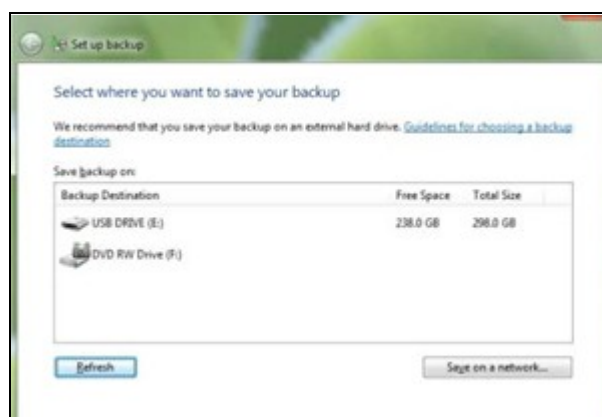 Set up backup
Select where you want to save your backup
We recommend that you save your backup on an external hard drive. Guidelines for choosing a backup
destination
Save backup on:
Backup Destination Free Space Total Size
USB DRIVE (E:) 238.0 GB 298.0 GB
DVD RW Drive (F:)
Refresh Save on a network...